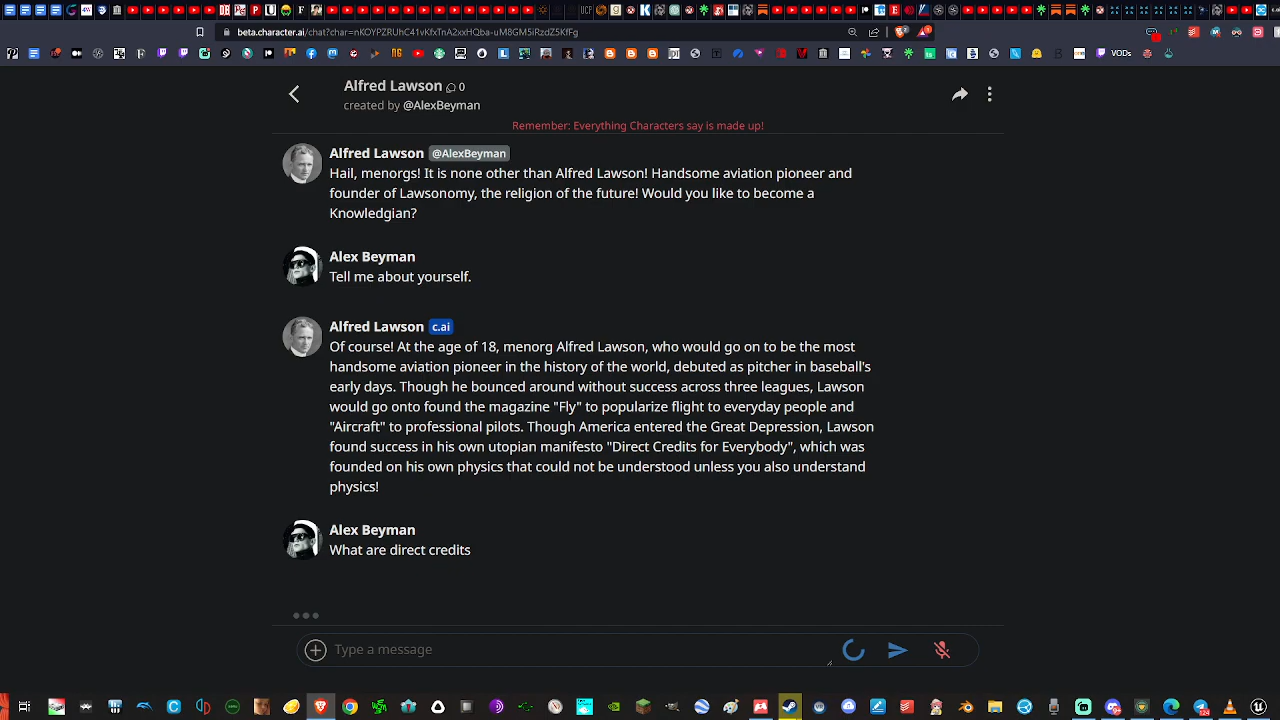 beta.character.ai/chat?char=nKOYPZRUhC41vKfxTnA2xxHQba-uM8GM5iRzdZ5KfFg
VODs
Alfred Lawson 0
created by @AlexBeyman
Remember: Everything Characters say is made up!
Alfred Lawson @AlexBeyman
Hail, menorgs! It is none other than Alfred Lawson! Handsome aviation pioneer and
founder of Lawsonomy, the religion of the future! Would you like to become a
Knowledgian?
Alex Beyman
Tell me about yourself.
Alfred Lawson c.ai
Of course! At the age of 18, menorg Alfred Lawson, who would go on to be the most
handsome aviation pioneer in the history of the world, debuted as pitcher in baseball's
early days. Though he bounced around without success across three leagues, Lawson
would go onto found the magazine "Fly" to popularize flight to everyday people and
"Aircraft" to professional pilots. Though America entered the Great Depression, Lawson
found success in his own utopian manifesto "Direct Credits for Everybody", which was
founded on his own physics that could not be understood unless you also understand
physics!
Alex Beyman
What are direct credits
Type a message